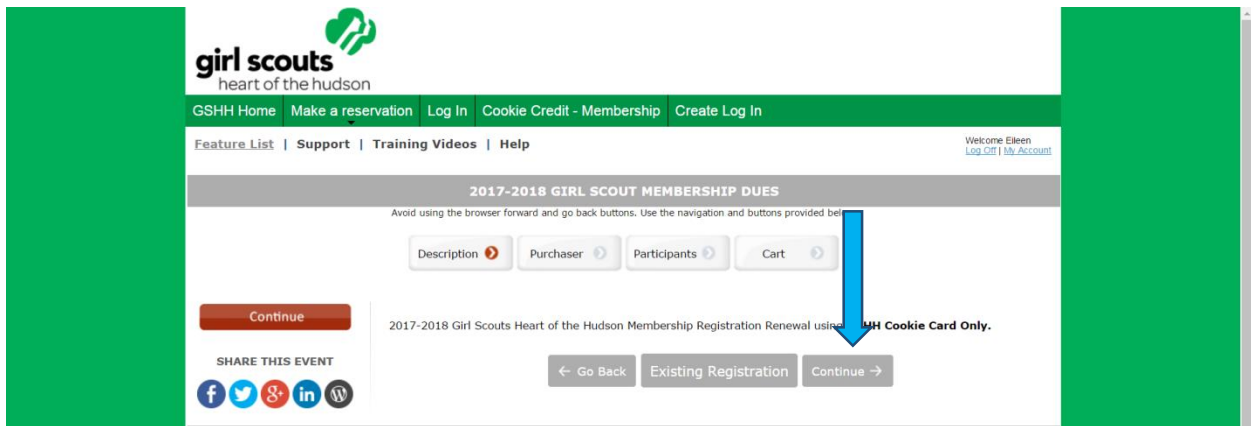 girl scouts
heart of the hudson
GSHH Home Make a reservation Log In Cookie Credit - Membership Create Log In
Feature List | Support | Training Videos | Help
Welcome Eileen
Log Off | My Account
2017-2018 GIRL SCOUT MEMBERSHIP DUES
Avoid using the browser forward and go back buttons. Use the navigation and buttons provided
Description Purchaser Participants Cart
Continue
2017-2018 Girl Scouts Heart of the Hudson Membership Registration Renewal using HH Cookie Card Only.
SHARE THIS EVENT
← Go Back Existing Registration Continue →